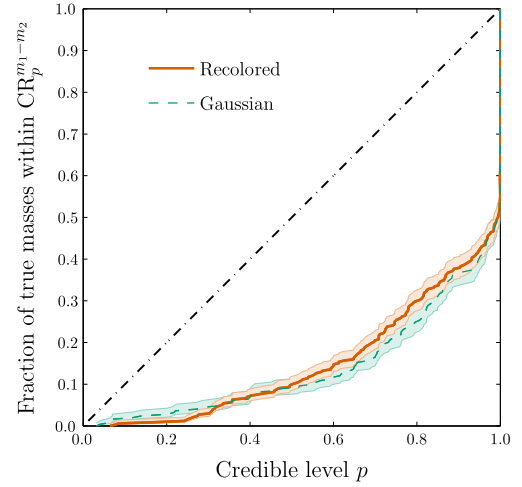 1.0
0.9
0.8
0.7
0.6
0.5
0.4
0.3
0.2
0.1
0.0
0.0 0.2 0.4 0.6 0.8 1.0
Fraction of true masses within CR_p^{m_1−m_2}
Recolored
Gaussian
Credible level p